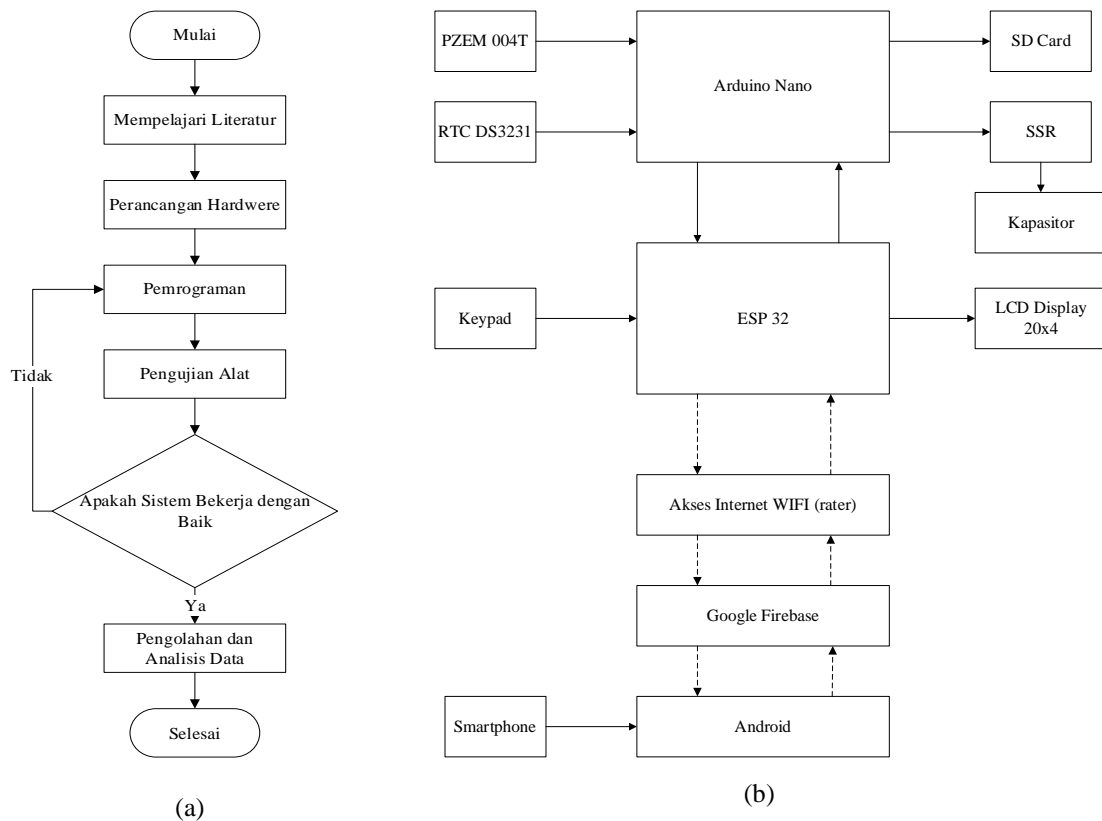 Mulai
Mempelajari Literatur
Perancangan Hardwere
Pemrograman
Pengujian Alat
Tidak
Apakah Sistem Bekerja dengan
Baik
Ya
Pengolahan dan
Analisis Data
Selesai
(a)
PZEM 004T
RTC DS3231
Arduino Nano
SD Card
SSR
Kapasitor
Keypad
ESP 32
LCD Display
20x4
Akses Internet WIFI (rater)
Google Firebase
Smartphone
Android
(b)